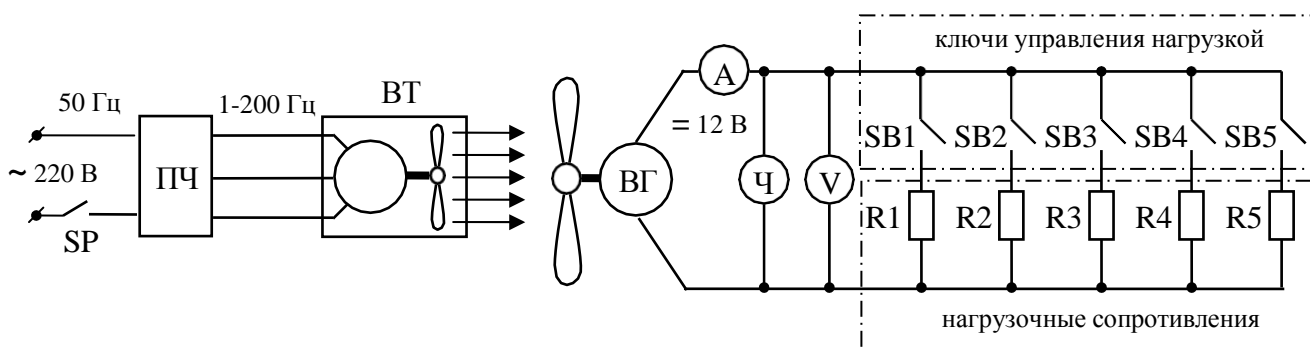 ключи управления нагрузкой
50 Гц
1-200 Гц
ВТ
А
= 12 В
~ 220 В
ПЧ
ВГ
Ч
V
SB1
SB2
SB3
SB4
SB5
SP
R1
R2
R3
R4
R5
нагрузочные сопротивления